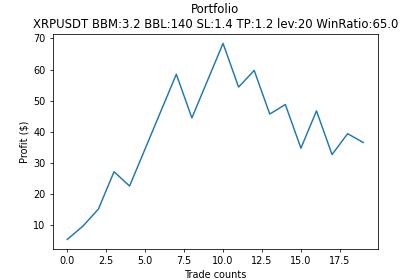 Portfolio
XRPUSDT BBM:3.2 BBL:140 SL:1.4 TP:1.2 lev:20 WinRatio:65.0
70
60
50
40
30
20
10
Profit ($)
0.0 2.5 5.0 7.5 10.0 12.5 15.0 17.5
Trade counts